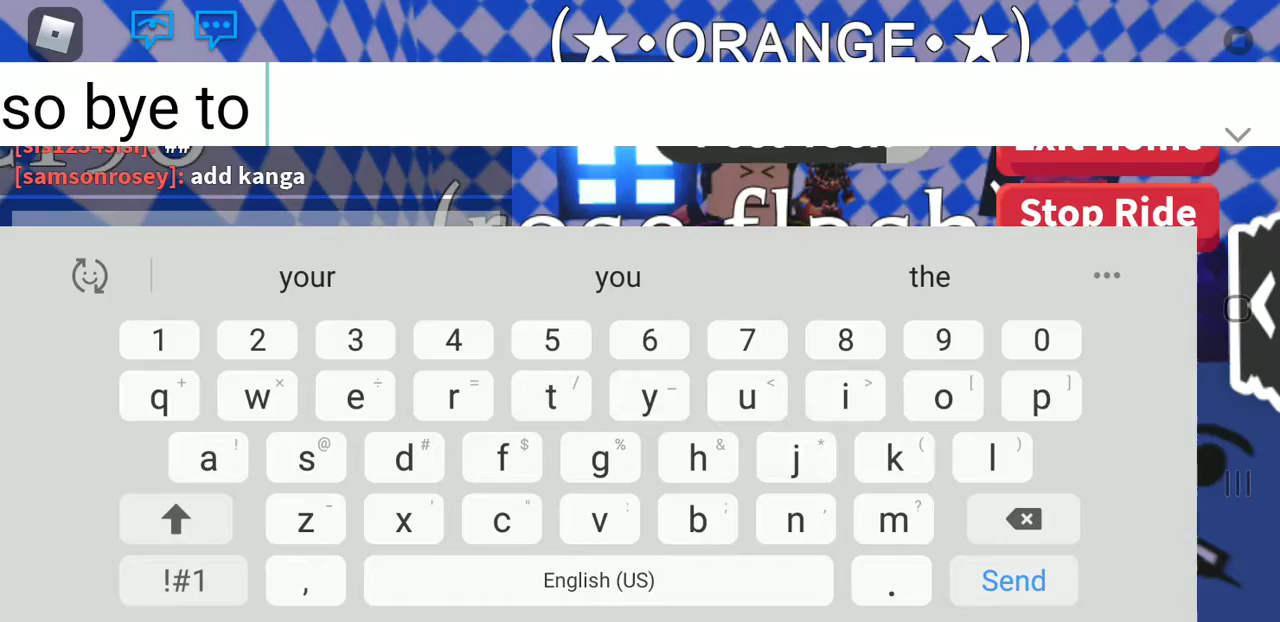 (★•ORANGE•★)
so bye to
[samsonrosey]: add kanga
Stop Ride
your you the
1 2 3 4 5 6 7 8 9 0
q + w × e ÷ r = t / y _ u < i > o [ p ]
a ! s @ d # f $ g % h & j * k ( l )
z - x ' c " v : b ; n , m ?
!#1 , English (US) . Send